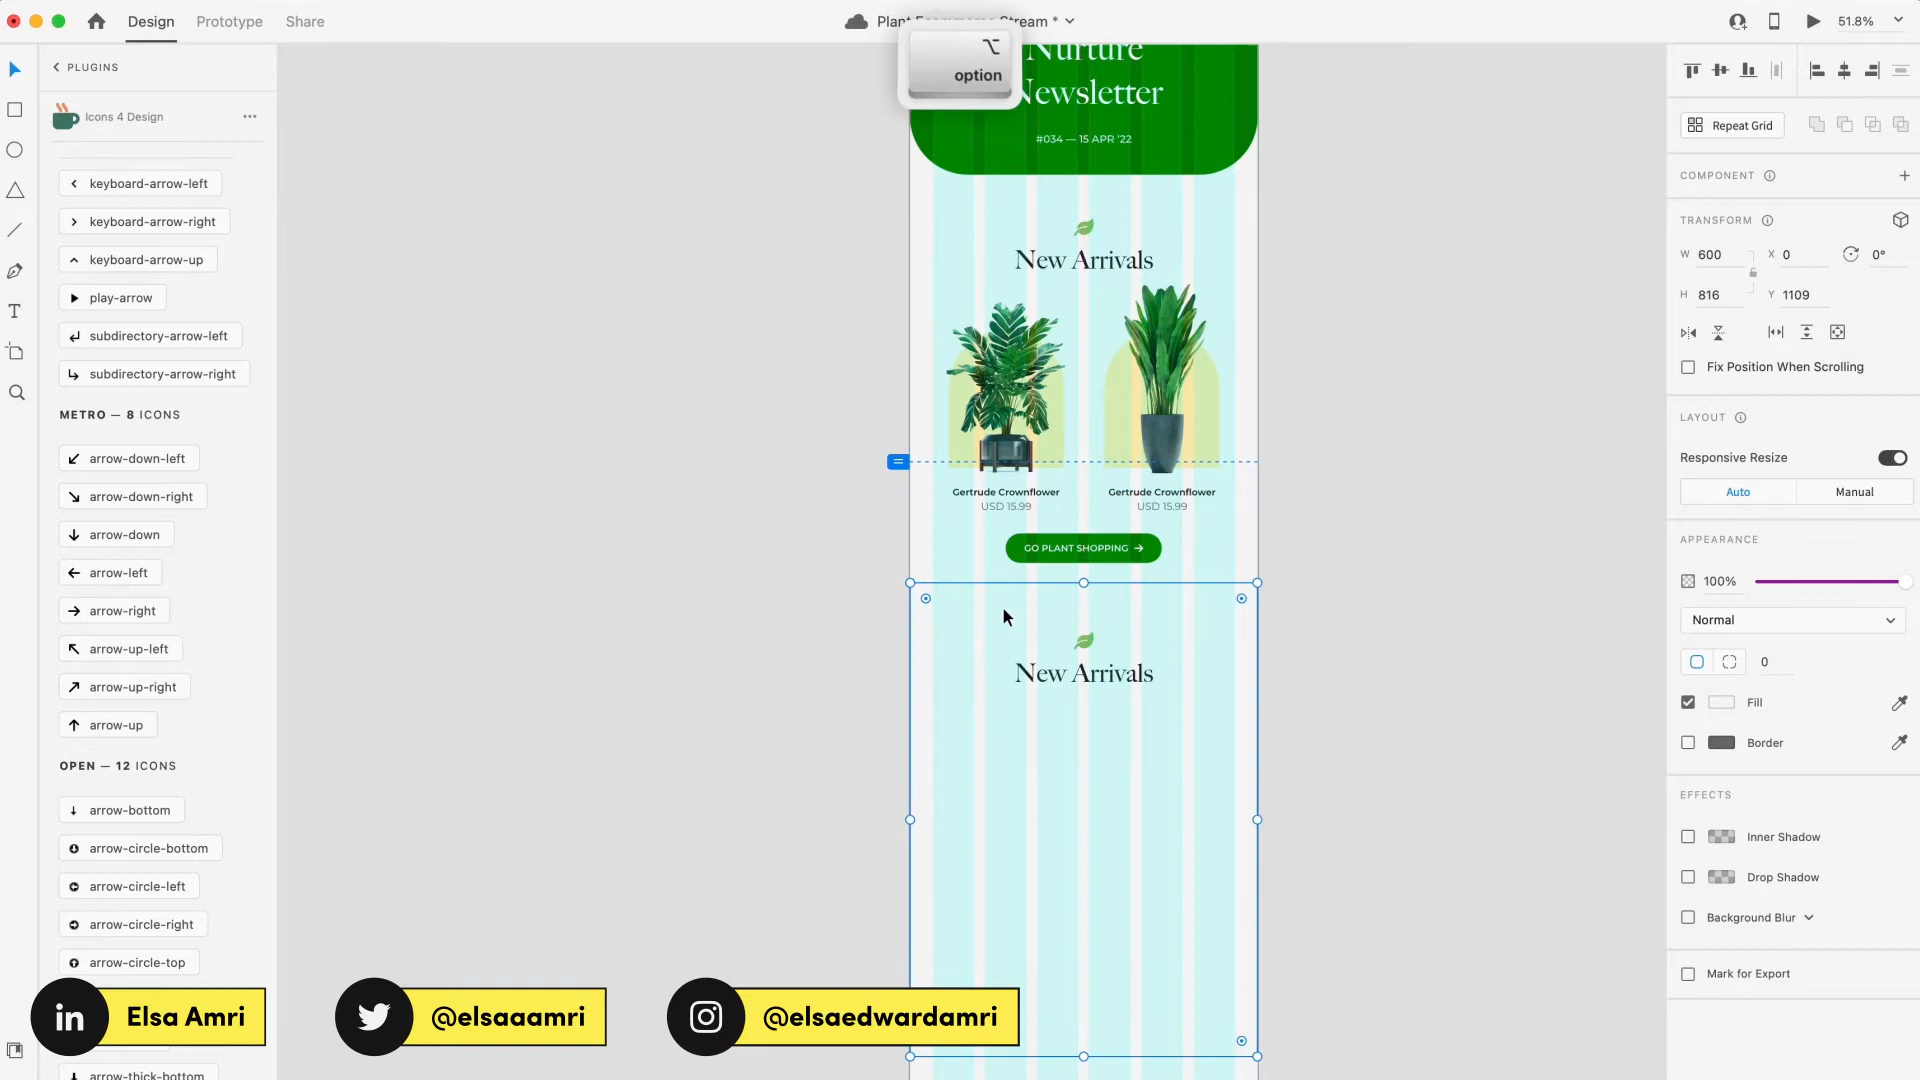 Design
Prototype
Share
Plant Ecommerce Stream *
51.8%
⌥
option
PLUGINS
Icons 4 Design
keyboard-arrow-left
keyboard-arrow-right
keyboard-arrow-up
play-arrow
subdirectory-arrow-left
subdirectory-arrow-right
METRO — 8 ICONS
arrow-down-left
arrow-down-right
arrow-down
arrow-left
arrow-right
arrow-up-left
arrow-up-right
arrow-up
OPEN — 12 ICONS
arrow-bottom
arrow-circle-bottom
arrow-circle-left
arrow-circle-right
arrow-circle-top
arrow-thick-bottom
Nurture
Newsletter
#034 — 15 APR '22
New Arrivals
Gertrude Crownflower
USD 15.99
Gertrude Crownflower
USD 15.99
GO PLANT SHOPPING
New Arrivals
in
Elsa Amri
@elsaaamri
@elsaedwardamri
Repeat Grid
COMPONENT
TRANSFORM
W 600 X 0 0°
H 816 Y 1109
Fix Position When Scrolling
LAYOUT
Responsive Resize
Auto
Manual
APPEARANCE
100%
Normal
0
Fill
Border
EFFECTS
Inner Shadow
Drop Shadow
Background Blur
Mark for Export